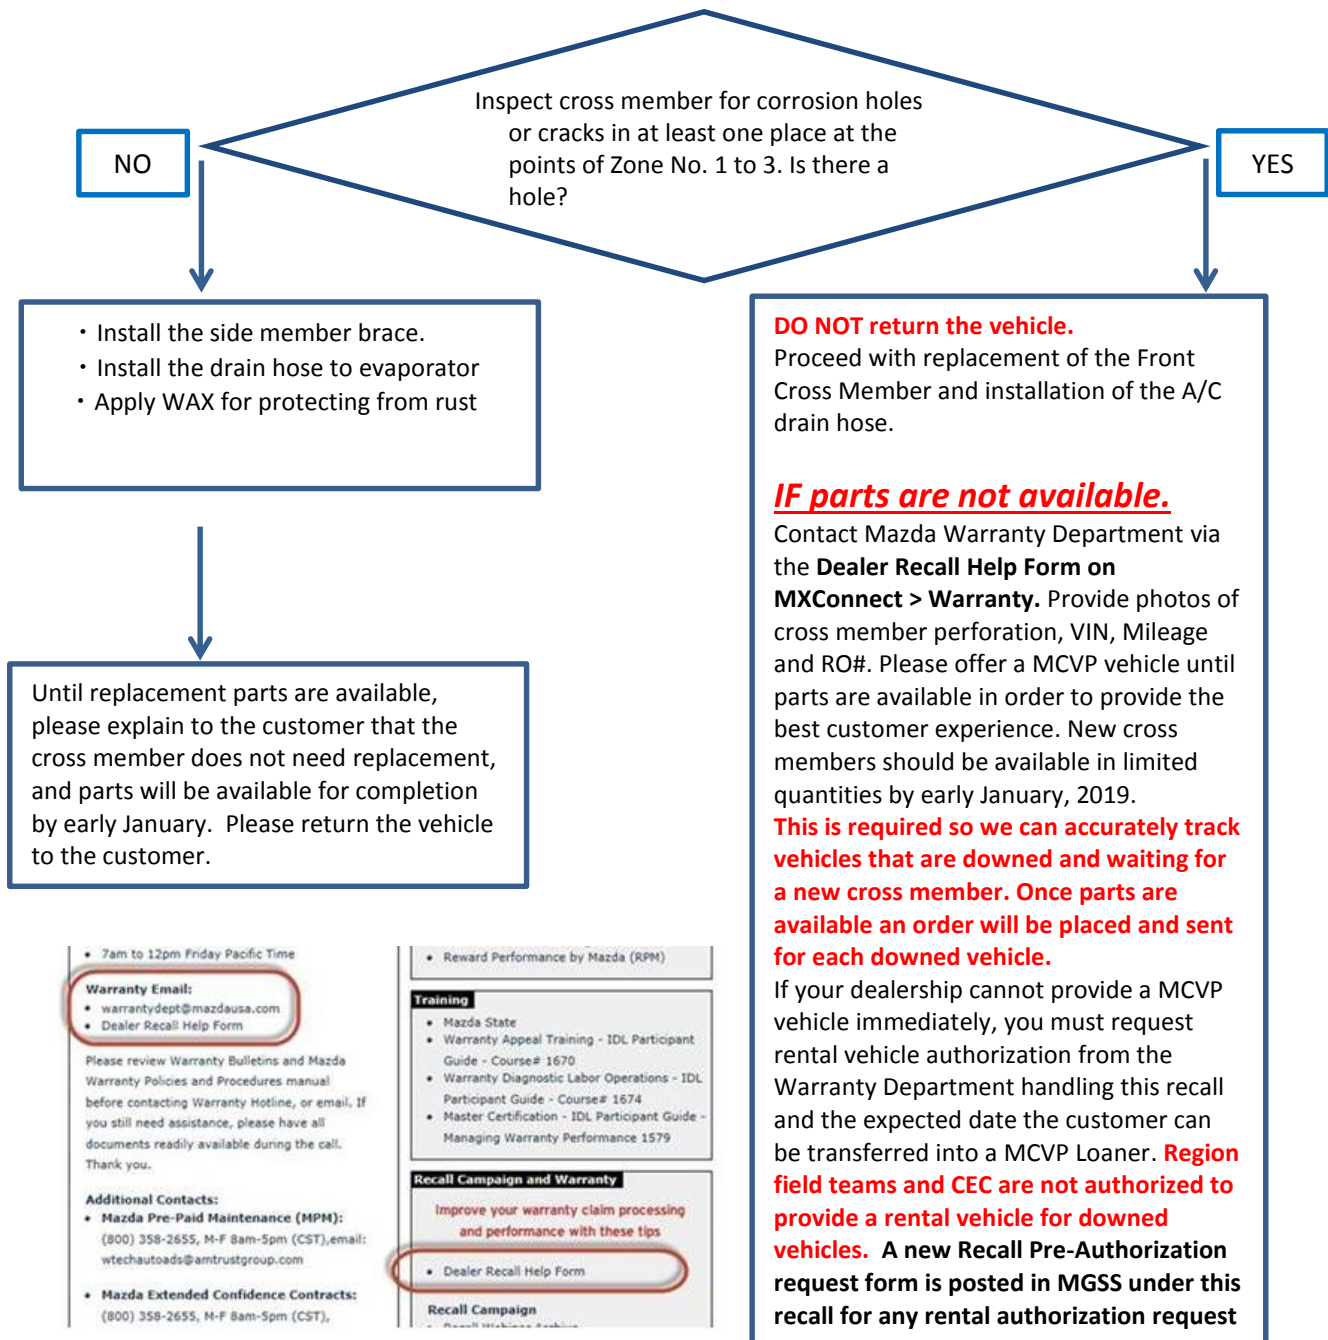 Inspect cross member for corrosion holes
or cracks in at least one place at the
points of Zone No. 1 to 3. Is there a
hole?
NO
YES
・Install the side member brace.
・Install the drain hose to evaporator
・Apply WAX for protecting from rust
Until replacement parts are available,
please explain to the customer that the
cross member does not need replacement,
and parts will be available for completion
by early January.  Please return the vehicle
to the customer.
DO NOT return the vehicle.
Proceed with replacement of the Front
Cross Member and installation of the A/C
drain hose.
IF parts are not available.
Contact Mazda Warranty Department via
the Dealer Recall Help Form on
MXConnect > Warranty. Provide photos of
cross member perforation, VIN, Mileage
and RO#. Please offer a MCVP vehicle until
parts are available in order to provide the
best customer experience. New cross
members should be available in limited
quantities by early January, 2019.
This is required so we can accurately track
vehicles that are downed and waiting for
a new cross member. Once parts are
available an order will be placed and sent
for each downed vehicle.
If your dealership cannot provide a MCVP
vehicle immediately, you must request
rental vehicle authorization from the
Warranty Department handling this recall
and the expected date the customer can
be transferred into a MCVP Loaner. Region
field teams and CEC are not authorized to
provide a rental vehicle for downed
vehicles.  A new Recall Pre-Authorization
request form is posted in MGSS under this
recall for any rental authorization request
• 7am to 12pm Friday Pacific Time
Warranty Email:
• warrantydept@mazdausa.com
• Dealer Recall Help Form
Please review Warranty Bulletins and Mazda
Warranty Policies and Procedures manual
before contacting Warranty Hotline, or email. If
you still need assistance, please have all
documents readily available during the call.
Thank you.
Additional Contacts:
• Mazda Pre-Paid Maintenance (MPM):
(800) 358-2655, M-F 8am-5pm (CST),email:
wtechautoads@amtrustgroup.com
• Mazda Extended Confidence Contracts:
(800) 358-2655, M-F 8am-5pm (CST),
• Reward Performance by Mazda (RPM)
Training
• Mazda State
• Warranty Appeal Training - IDL Participant
Guide - Course# 1670
• Warranty Diagnostic Labor Operations - IDL
Participant Guide - Course# 1674
• Master Certification - IDL Participant Guide -
Managing Warranty Performance 1579
Recall Campaign and Warranty
Improve your warranty claim processing
and performance with these tips
• Dealer Recall Help Form
Recall Campaign